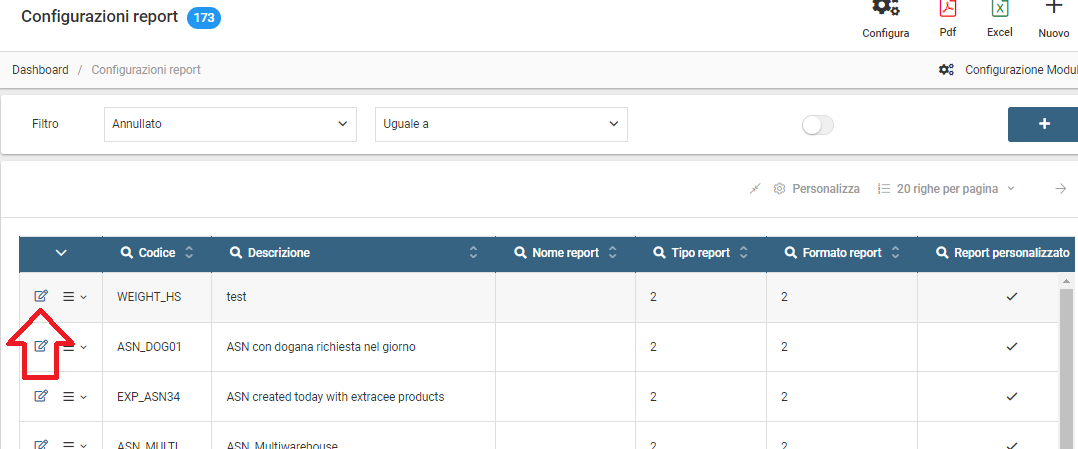 Configurazioni report 173
Configura Pdf Excel Nuovo
Dashboard / Configurazioni report
Configurazione Modul
Filtro Annullato Uguale a
Personalizza 20 righe per pagina
Codice Descrizione Nome report Tipo report Formato report Report personalizzato
WEIGHT_HS test 2 2
ASN_DOG01 ASN con dogana richiesta nel giorno 2 2
EXP_ASN34 ASN created today with extracee products 2 2
ASN_MULTI ASN Multiwarehouse 2 2